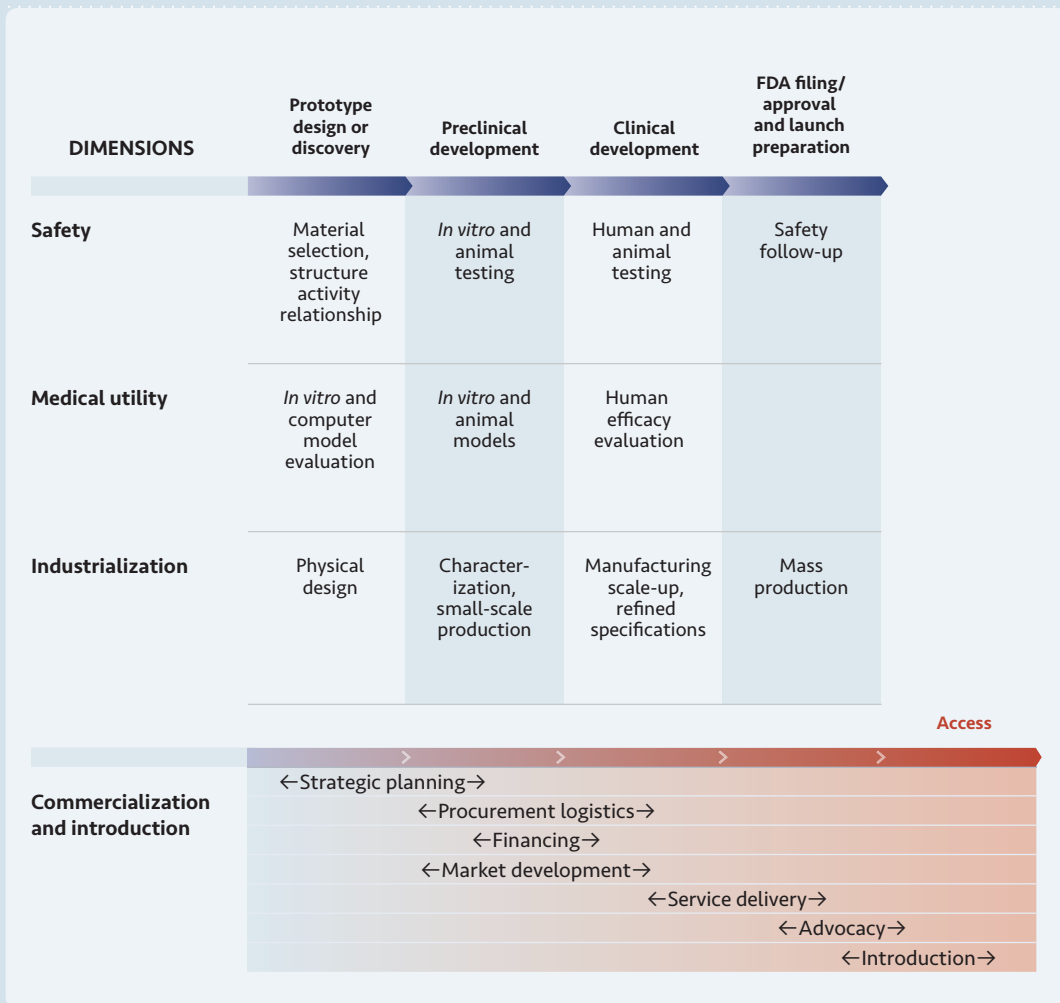 DIMENSIONS
Prototype
design or
discovery
Preclinical
development
Clinical
development
FDA filing/
approval
and launch
preparation
Safety
Material
selection,
structure
activity
relationship
In vitro and
animal
testing
Human and
animal
testing
Safety
follow-up
Medical utility
In vitro and
computer
model
evaluation
In vitro and
animal
models
Human
efficacy
evaluation
Industrialization
Physical
design
Character-
ization,
small-scale
production
Manufacturing
scale-up,
refined
specifications
Mass
production
Access
Commercialization
and introduction
←Strategic planning→
←Procurement logistics→
←Financing→
←Market development→
←Service delivery→
←Advocacy→
←Introduction→